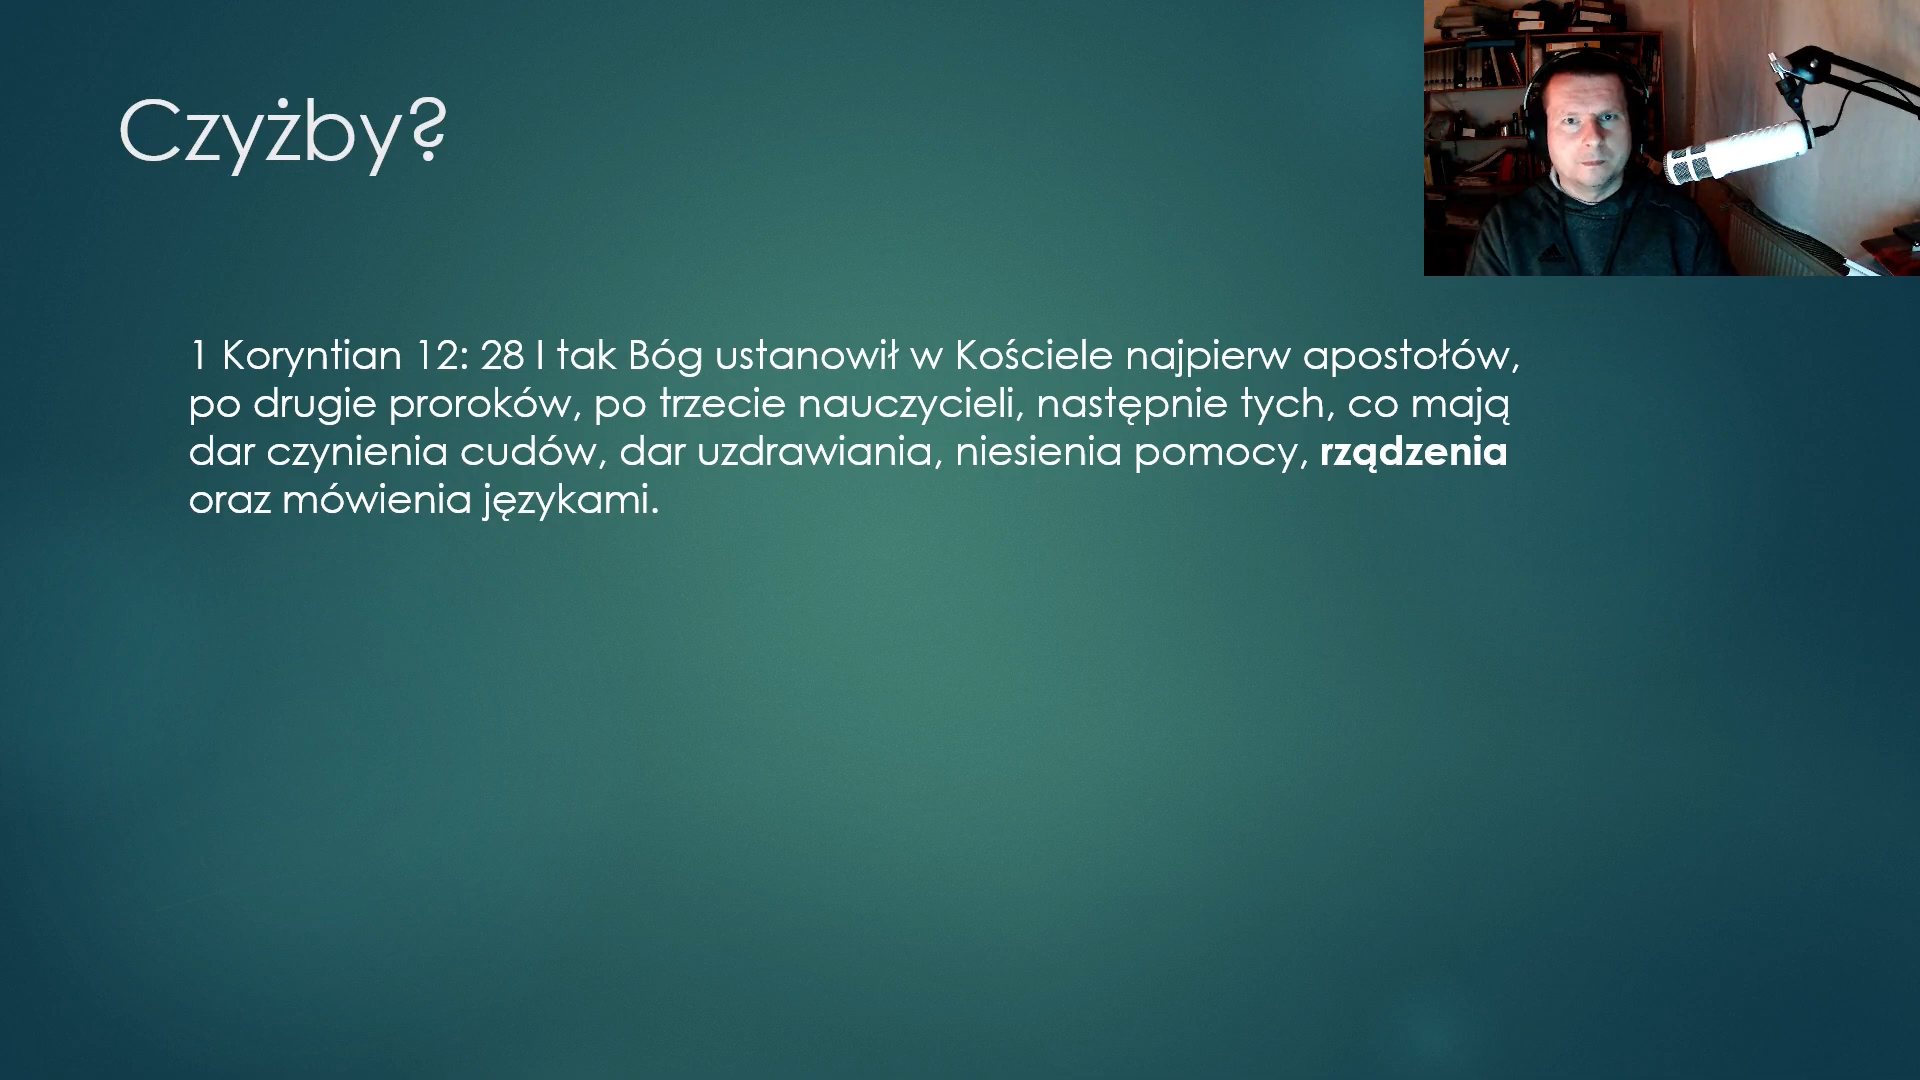 Czyżby?
1 Koryntian 12: 28 I tak Bóg ustanowił w Kościele najpierw apostołów,
po drugie proroków, po trzecie nauczycieli, następnie tych, co mają
dar czynienia cudów, dar uzdrawiania, niesienia pomocy, rządzenia
oraz mówienia językami.